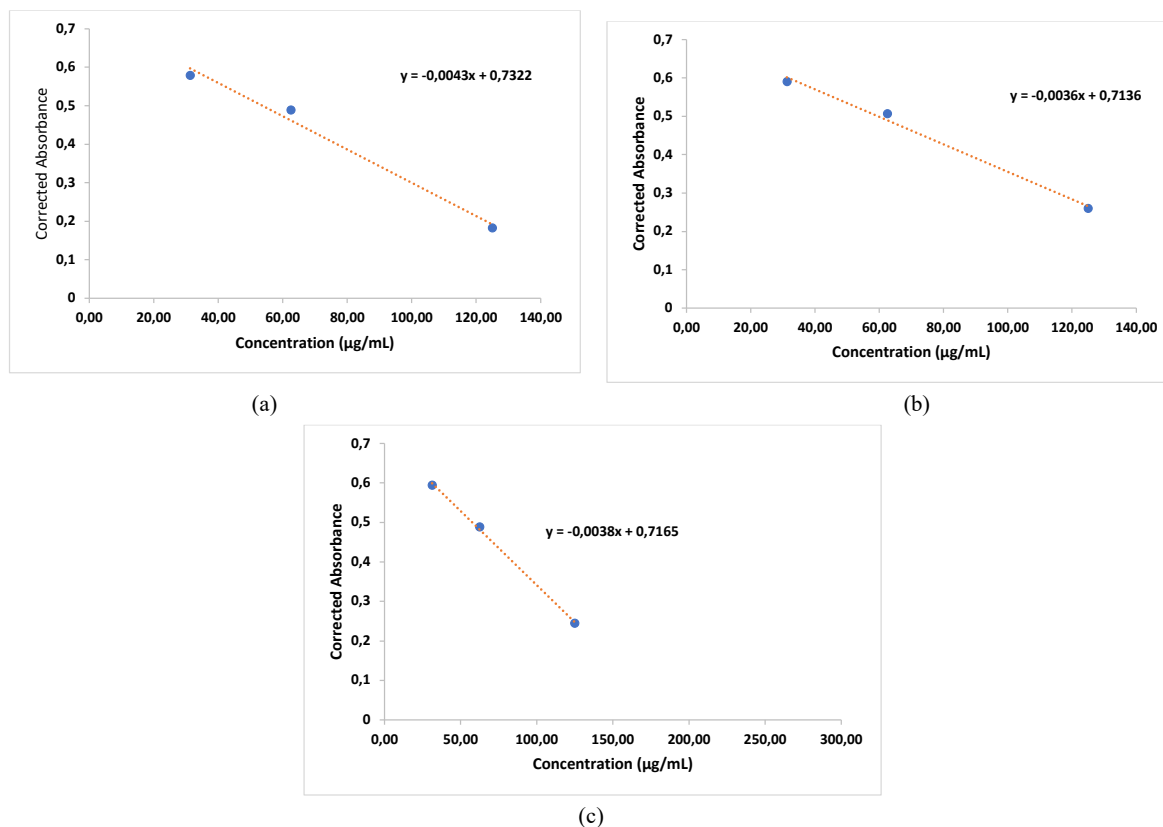 0,7
0,6
0,5
0,4
0,3
0,2
0,1
0
Corrected Absorbance
y = -0,0043x + 0,7322
0,00 20,00 40,00 60,00 80,00 100,00 120,00 140,00
Concentration (µg/mL)
(a)
0,7
0,6
0,5
0,4
0,3
0,2
0,1
0
Corrected Absorbance
y = -0,0036x + 0,7136
0,00 20,00 40,00 60,00 80,00 100,00 120,00 140,00
Concentration (µg/mL)
(b)
0,7
0,6
0,5
0,4
0,3
0,2
0,1
0
Corrected Absorbance
y = -0,0038x + 0,7165
0,00 50,00 100,00 150,00 200,00 250,00 300,00
Concentration (µg/mL)
(c)